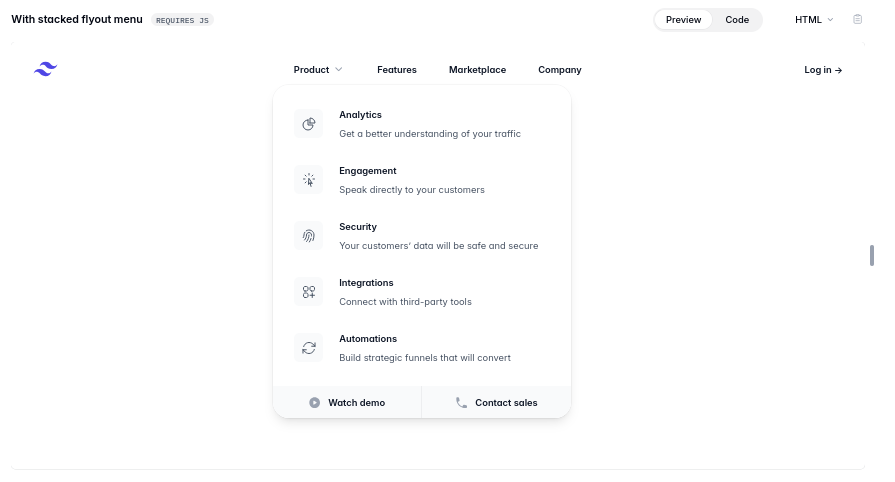 With stacked flyout menu REQUIRES JS Preview Code HTML
Product Features Marketplace Company Log in →
Analytics
Get a better understanding of your traffic
Engagement
Speak directly to your customers
Security
Your customers' data will be safe and secure
Integrations
Connect with third-party tools
Automations
Build strategic funnels that will convert
Watch demo Contact sales